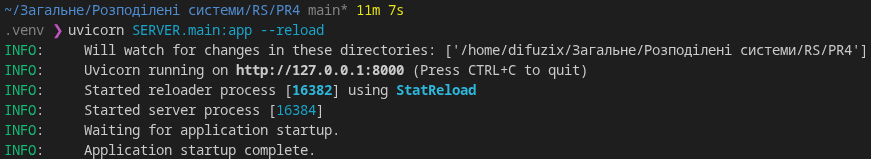 ~/Загальне/Розподілені системи/RS/PR4 main* 11m 7s
.venv ❯ uvicorn SERVER.main:app --reload
INFO:     Will watch for changes in these directories: ['/home/difuzix/Загальне/Розподілені системи/RS/PR4']
INFO:     Uvicorn running on http://127.0.0.1:8000 (Press CTRL+C to quit)
INFO:     Started reloader process [16382] using StatReload
INFO:     Started server process [16384]
INFO:     Waiting for application startup.
INFO:     Application startup complete.